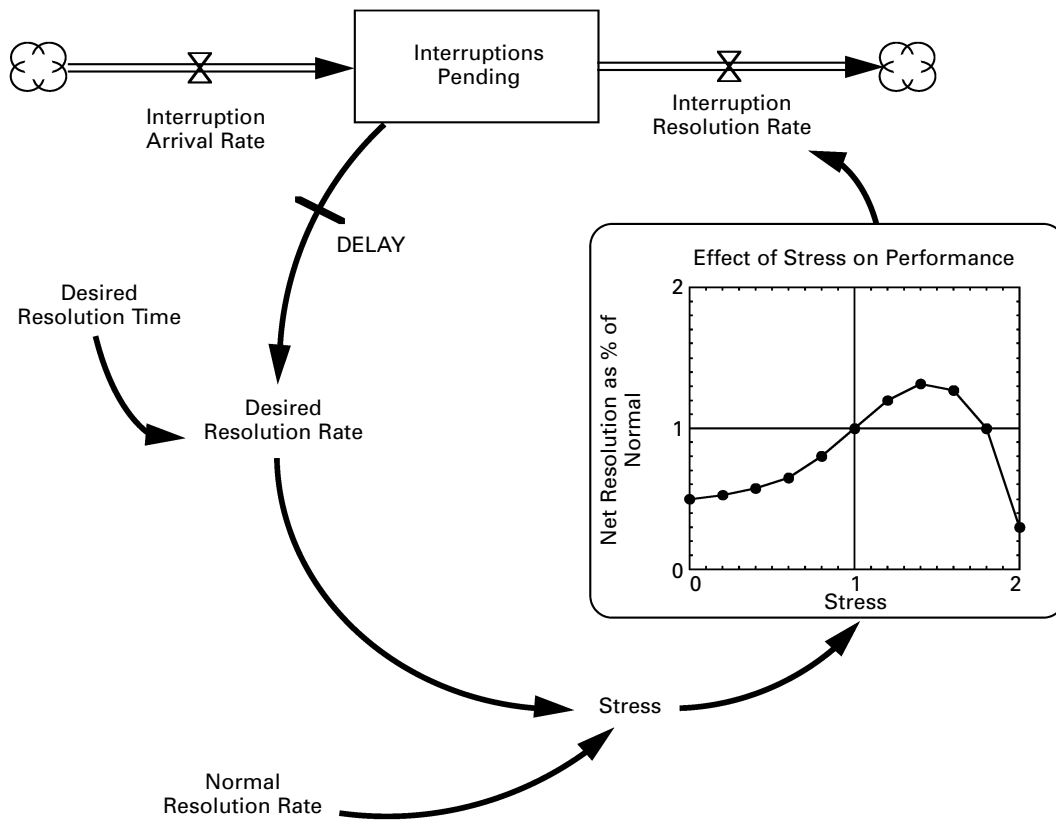 Interruptions
Pending
Interruption
Arrival Rate
Interruption
Resolution Rate
DELAY
Desired
Resolution Time
Desired
Resolution Rate
Effect of Stress on Performance
Net Resolution as % of
Normal
2
1
0
0
1
2
Stress
Stress
Normal
Resolution Rate